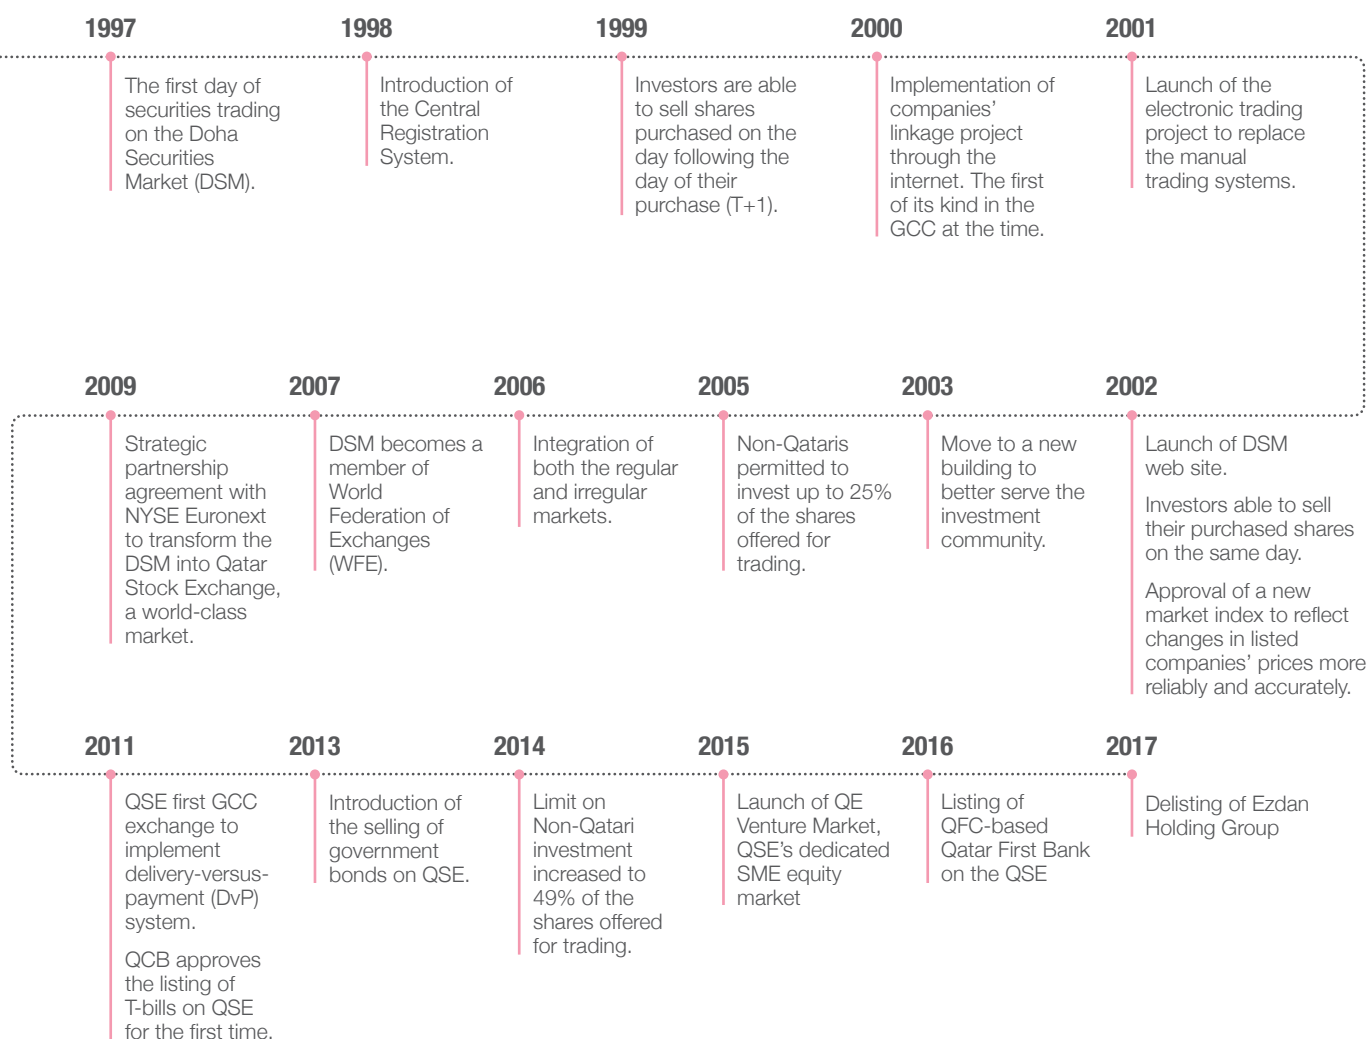 1997
The first day of
securities trading
on the Doha
Securities
Market (DSM).
1998
Introduction of
the Central
Registration
System.
1999
Investors are able
to sell shares
purchased on the
day following the
day of their
purchase (T+1).
2000
Implementation of
companies’
linkage project
through the
internet. The first
of its kind in the
GCC at the time.
2001
Launch of the
electronic trading
project to replace
the manual
trading systems.
2002
Launch of DSM
web site.
Investors able to sell
their purchased shares
on the same day.
Approval of a new
market index to reflect
changes in listed
companies’ prices more
reliably and accurately.
2003
Move to a new
building to
better serve the
investment
community.
2005
Non-Qataris
permitted to
invest up to 25%
of the shares
offered for
trading.
2006
Integration of
both the regular
and irregular
markets.
2007
DSM becomes a
member of
World
Federation of
Exchanges
(WFE).
2009
Strategic
partnership
agreement with
NYSE Euronext
to transform the
DSM into Qatar
Stock Exchange,
a world-class
market.
2011
QSE first GCC
exchange to
implement
delivery-versus-
payment (DvP)
system.
QCB approves
the listing of
T-bills on QSE
for the first time.
2013
Introduction of
the selling of
government
bonds on QSE.
2014
Limit on
Non-Qatari
investment
increased to
49% of the
shares offered
for trading.
2015
Launch of QE
Venture Market,
QSE’s dedicated
SME equity
market
2016
Listing of
QFC-based
Qatar First Bank
on the QSE
2017
Delisting of Ezdan
Holding Group